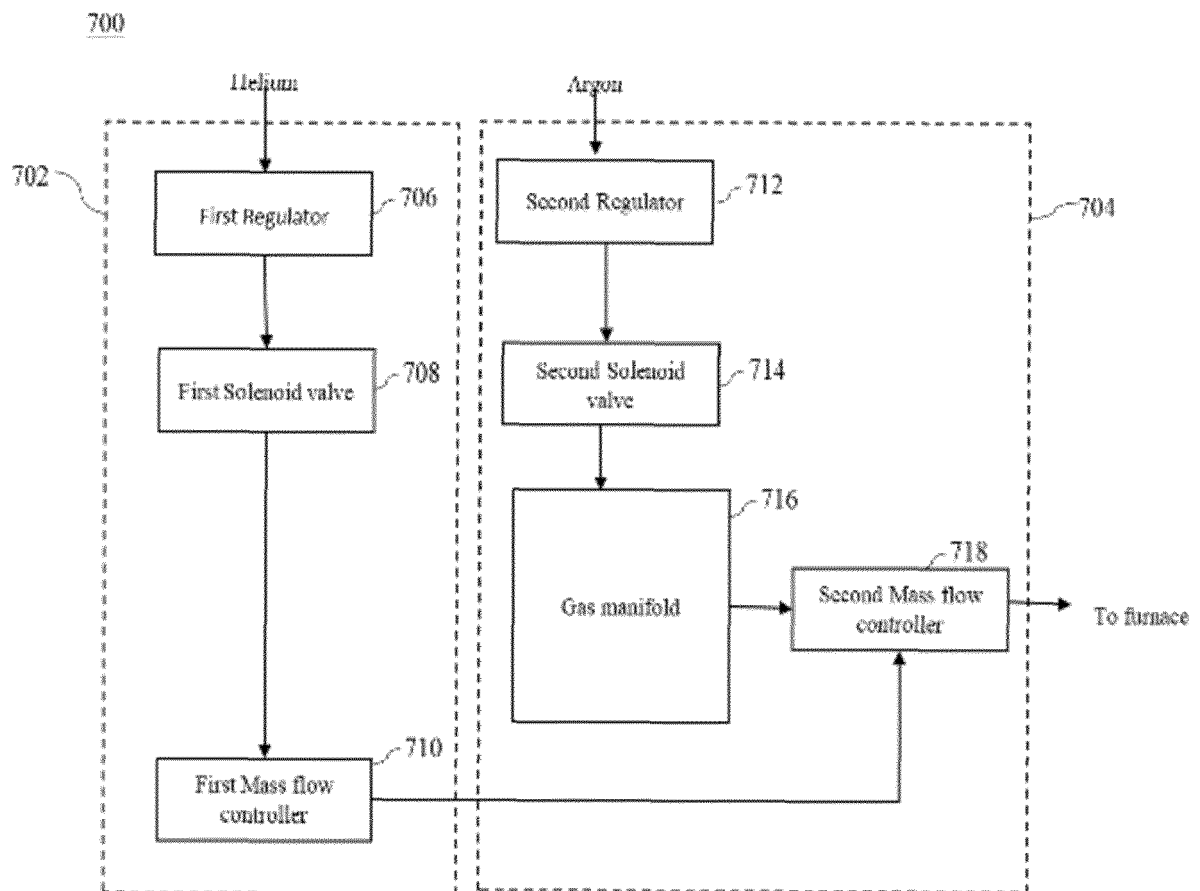 700
Helium
Argon
702
706
First Regulator
712
Second Regulator
704
708
First Solenoid valve
714
Second Solenoid
valve
716
Gas manifold
718
Second Mass flow
controller
To furnace
710
First Mass flow
controller